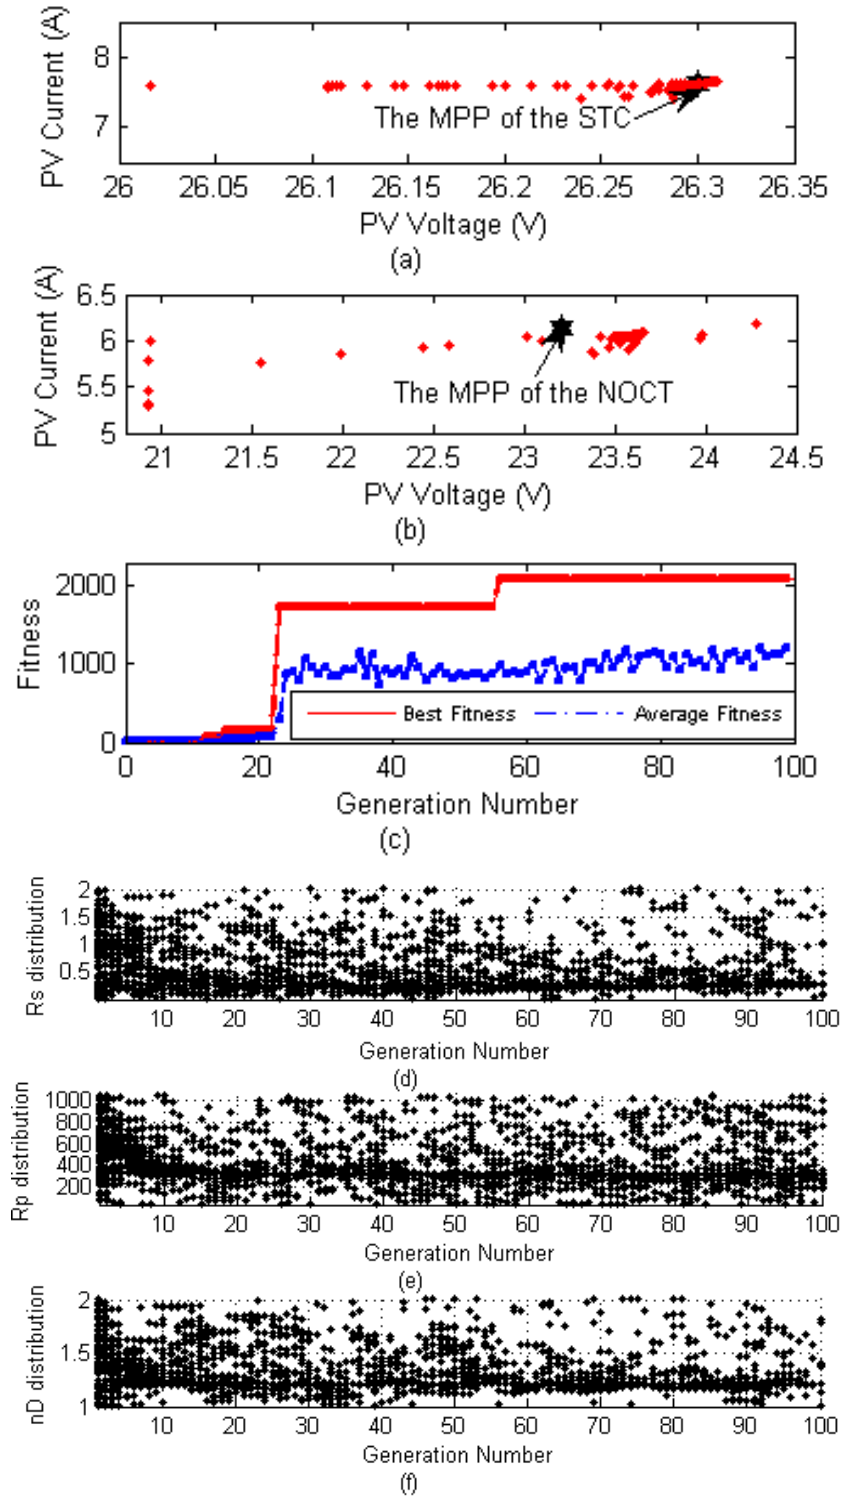 PV Current (A)
8
7
The MPP of the STC
26 26.05 26.1 26.15 26.2 26.25 26.3 26.35
PV Voltage (V)
(a)
PV Current (A)
6.5
6
5.5
5
The MPP of the NOCT
21 21.5 22 22.5 23 23.5 24 24.5
PV Voltage (V)
(b)
Fitness
2000
1000
0
Best Fitness Average Fitness
0 20 40 60 80 100
Generation Number
(c)
Rs distribution
2
1.5
1
0.5
10 20 30 40 50 60 70 80 90 100
Generation Number
(d)
Rp distribution
1000
800
600
400
200
10 20 30 40 50 60 70 80 90 100
Generation Number
(e)
nD distribution
2
1.5
1
10 20 30 40 50 60 70 80 90 100
Generation Number
(f)